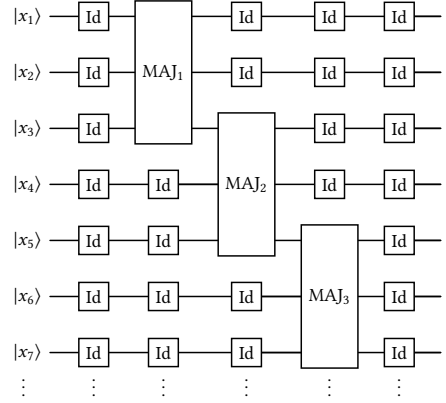 |x₁⟩ Id Id Id Id
|x₂⟩ Id MAJ₁ Id Id Id
|x₃⟩ Id Id Id
|x₄⟩ Id Id MAJ₂ Id Id
|x₅⟩ Id Id Id
|x₆⟩ Id Id Id MAJ₃ Id
|x₇⟩ Id Id Id Id
⋮ ⋮ ⋮ ⋮ ⋮ ⋮